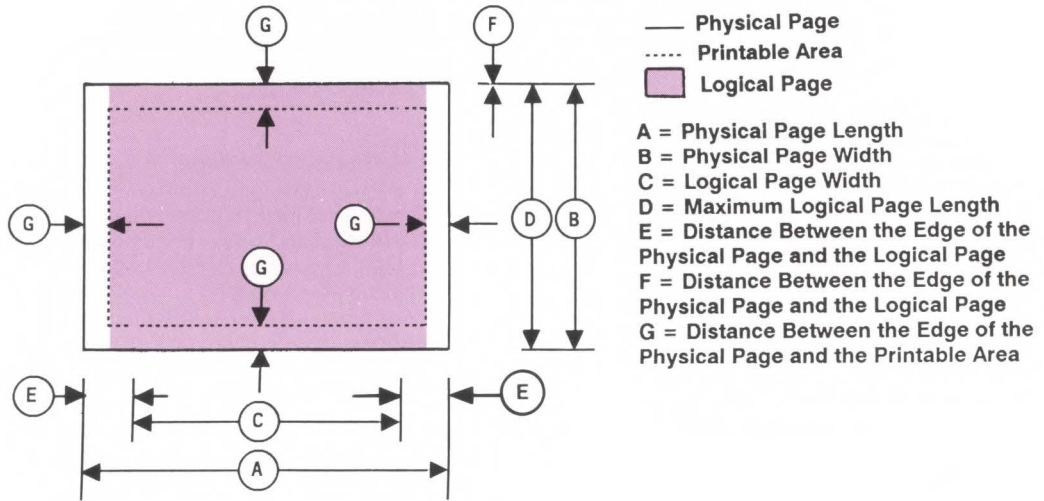 G
F
G
G
D
B
G
E
E
C
A
Physical Page
Printable Area
Logical Page
A = Physical Page Length
B = Physical Page Width
C = Logical Page Width
D = Maximum Logical Page Length
E = Distance Between the Edge of the
Physical Page and the Logical Page
F = Distance Between the Edge of the
Physical Page and the Logical Page
G = Distance Between the Edge of the
Physical Page and the Printable Area